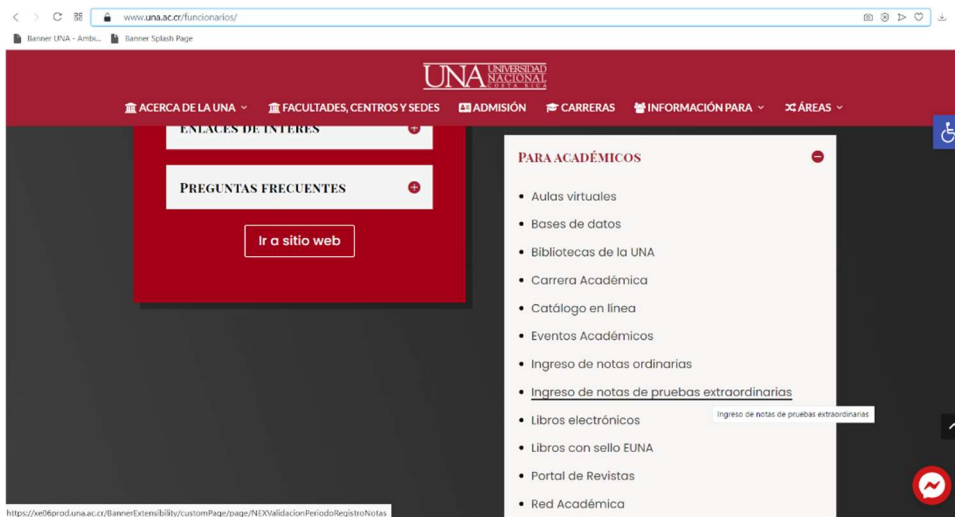 www.una.ac.cr/funcionarios/
Banner UNA - Ambi...
Banner Splash Page
UNA UNIVERSIDAD
NACIONAL
COSTA RICA
ACERCA DE LA UNA
FACULTADES, CENTROS Y SEDES
ADMISIÓN
CARRERAS
INFORMACIÓN PARA
ÁREAS
ENLACES DE INTERÉS
PREGUNTAS FRECUENTES
Ir a sitio web
PARA ACADÉMICOS
• Aulas virtuales
• Bases de datos
• Bibliotecas de la UNA
• Carrera Académica
• Catálogo en línea
• Eventos Académicos
• Ingreso de notas ordinarias
• Ingreso de notas de pruebas extraordinarias
Ingreso de notas de pruebas extraordinarias
• Libros electrónicos
• Libros con sello EUNA
• Portal de Revistas
• Red Académica
https://xe06prod.una.ac.cr/BannerExtensibility/customPage/page/NEXValidacionPeriodoRegistroNotas